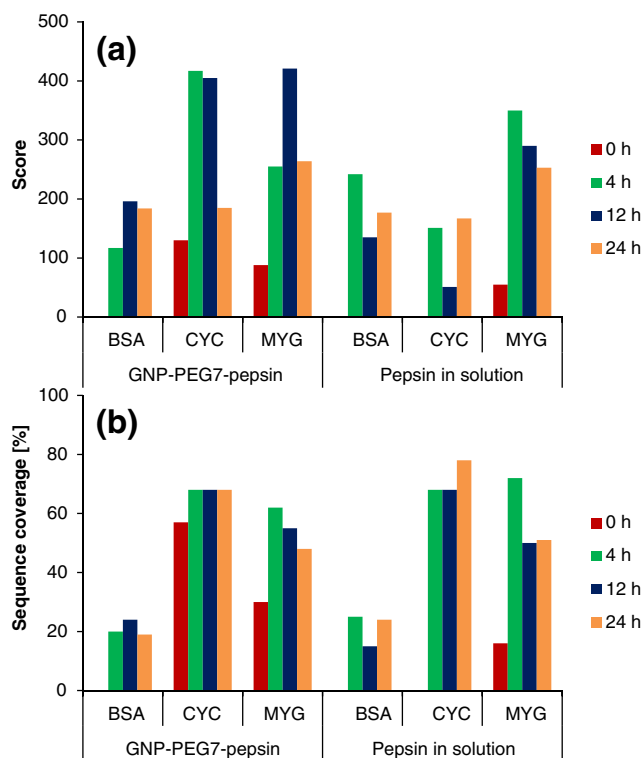 (a)
Score
500
400
300
200
100
0
BSA CYC MYG BSA CYC MYG
GNP-PEG7-pepsin Pepsin in solution
0 h
4 h
12 h
24 h
(b)
Sequence coverage [%]
100
80
60
40
20
0
BSA CYC MYG BSA CYC MYG
GNP-PEG7-pepsin Pepsin in solution
0 h
4 h
12 h
24 h